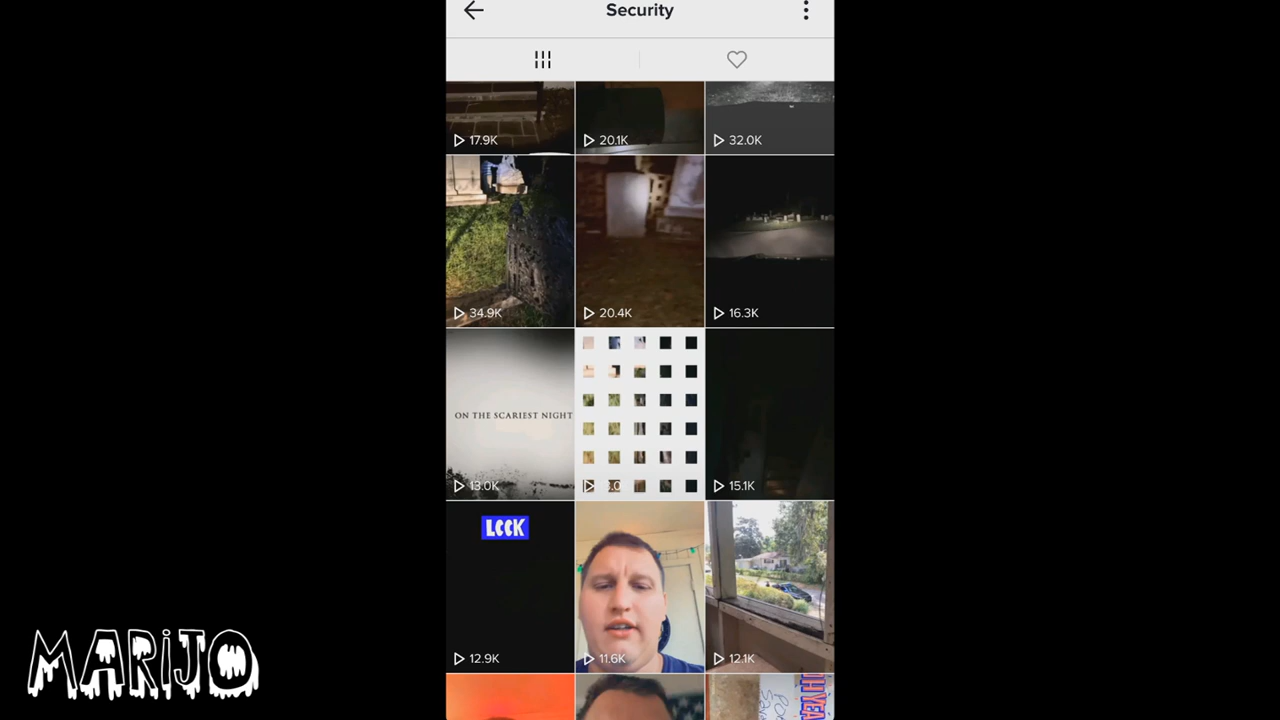 Security
17.9K
20.1K
32.0K
34.9K
20.4K
16.3K
ON THE SCARIEST NIGHT
13.0K
15.1K
LOOK
12.9K
11.6K
12.1K
MARIJO